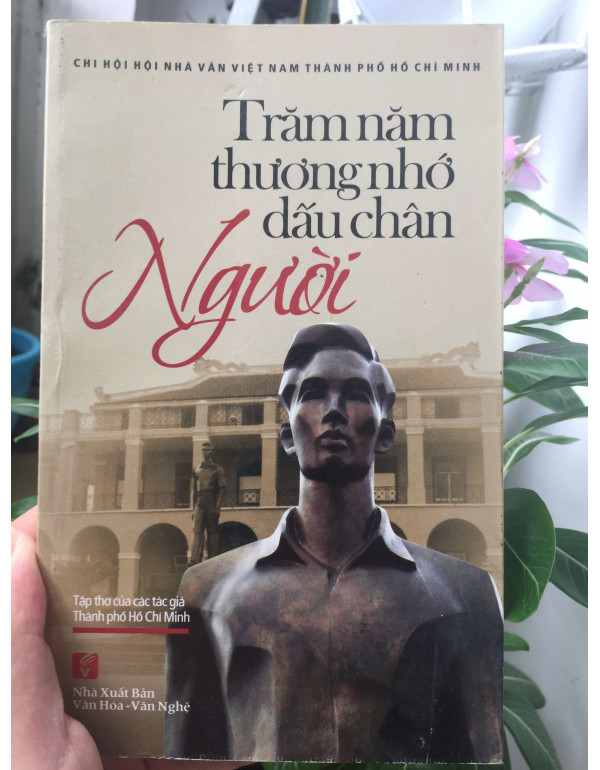 CHI HỘI HỘI NHÀ VĂN VIỆT NAM THÀNH PHỐ HỒ CHÍ MINH
Trăm năm
thương nhớ
dấu chân
Người
Tập thơ của các tác giả
Thành phố Hồ Chí Minh
Nhà Xuất Bản
Văn Hóa - Văn Nghệ